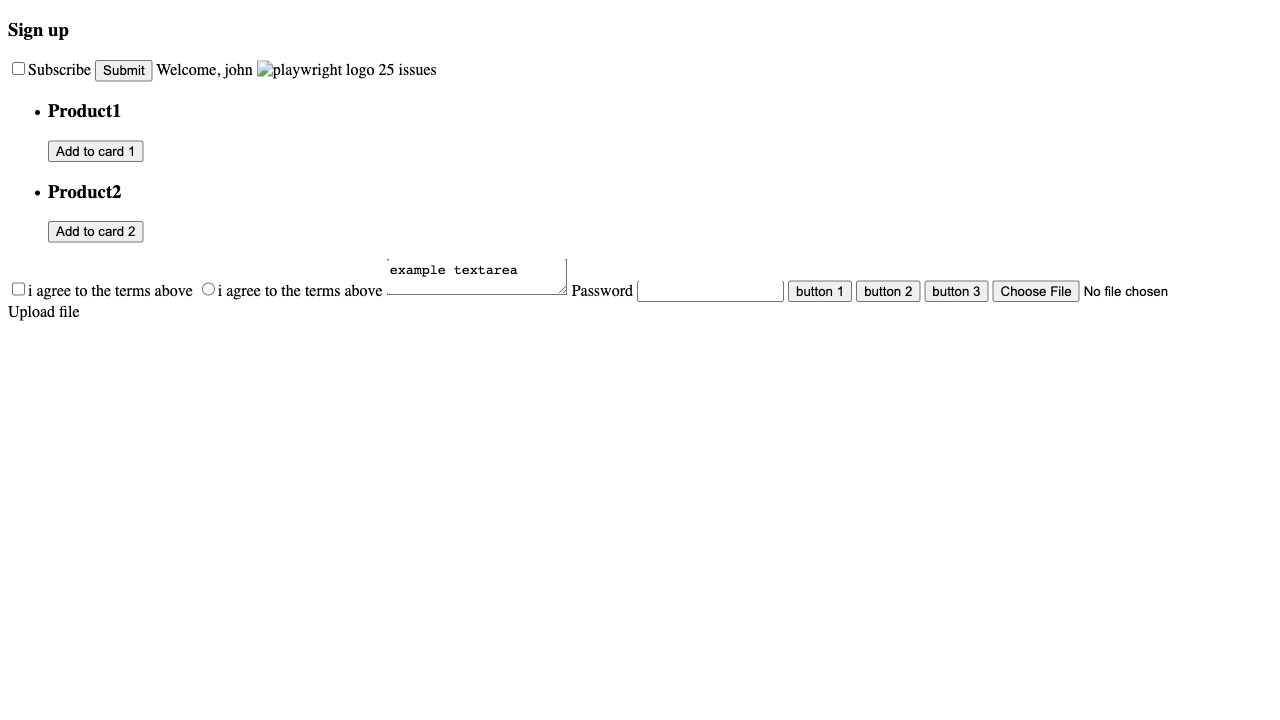 Sign up
Subscribe Submit Welcome, john playwright logo 25 issues
Product1
Add to card 1
Product2
Add to card 2
i agree to the terms above i agree to the terms above example textarea Password button 1 button 2 button 3 Choose File No file chosen
Upload file